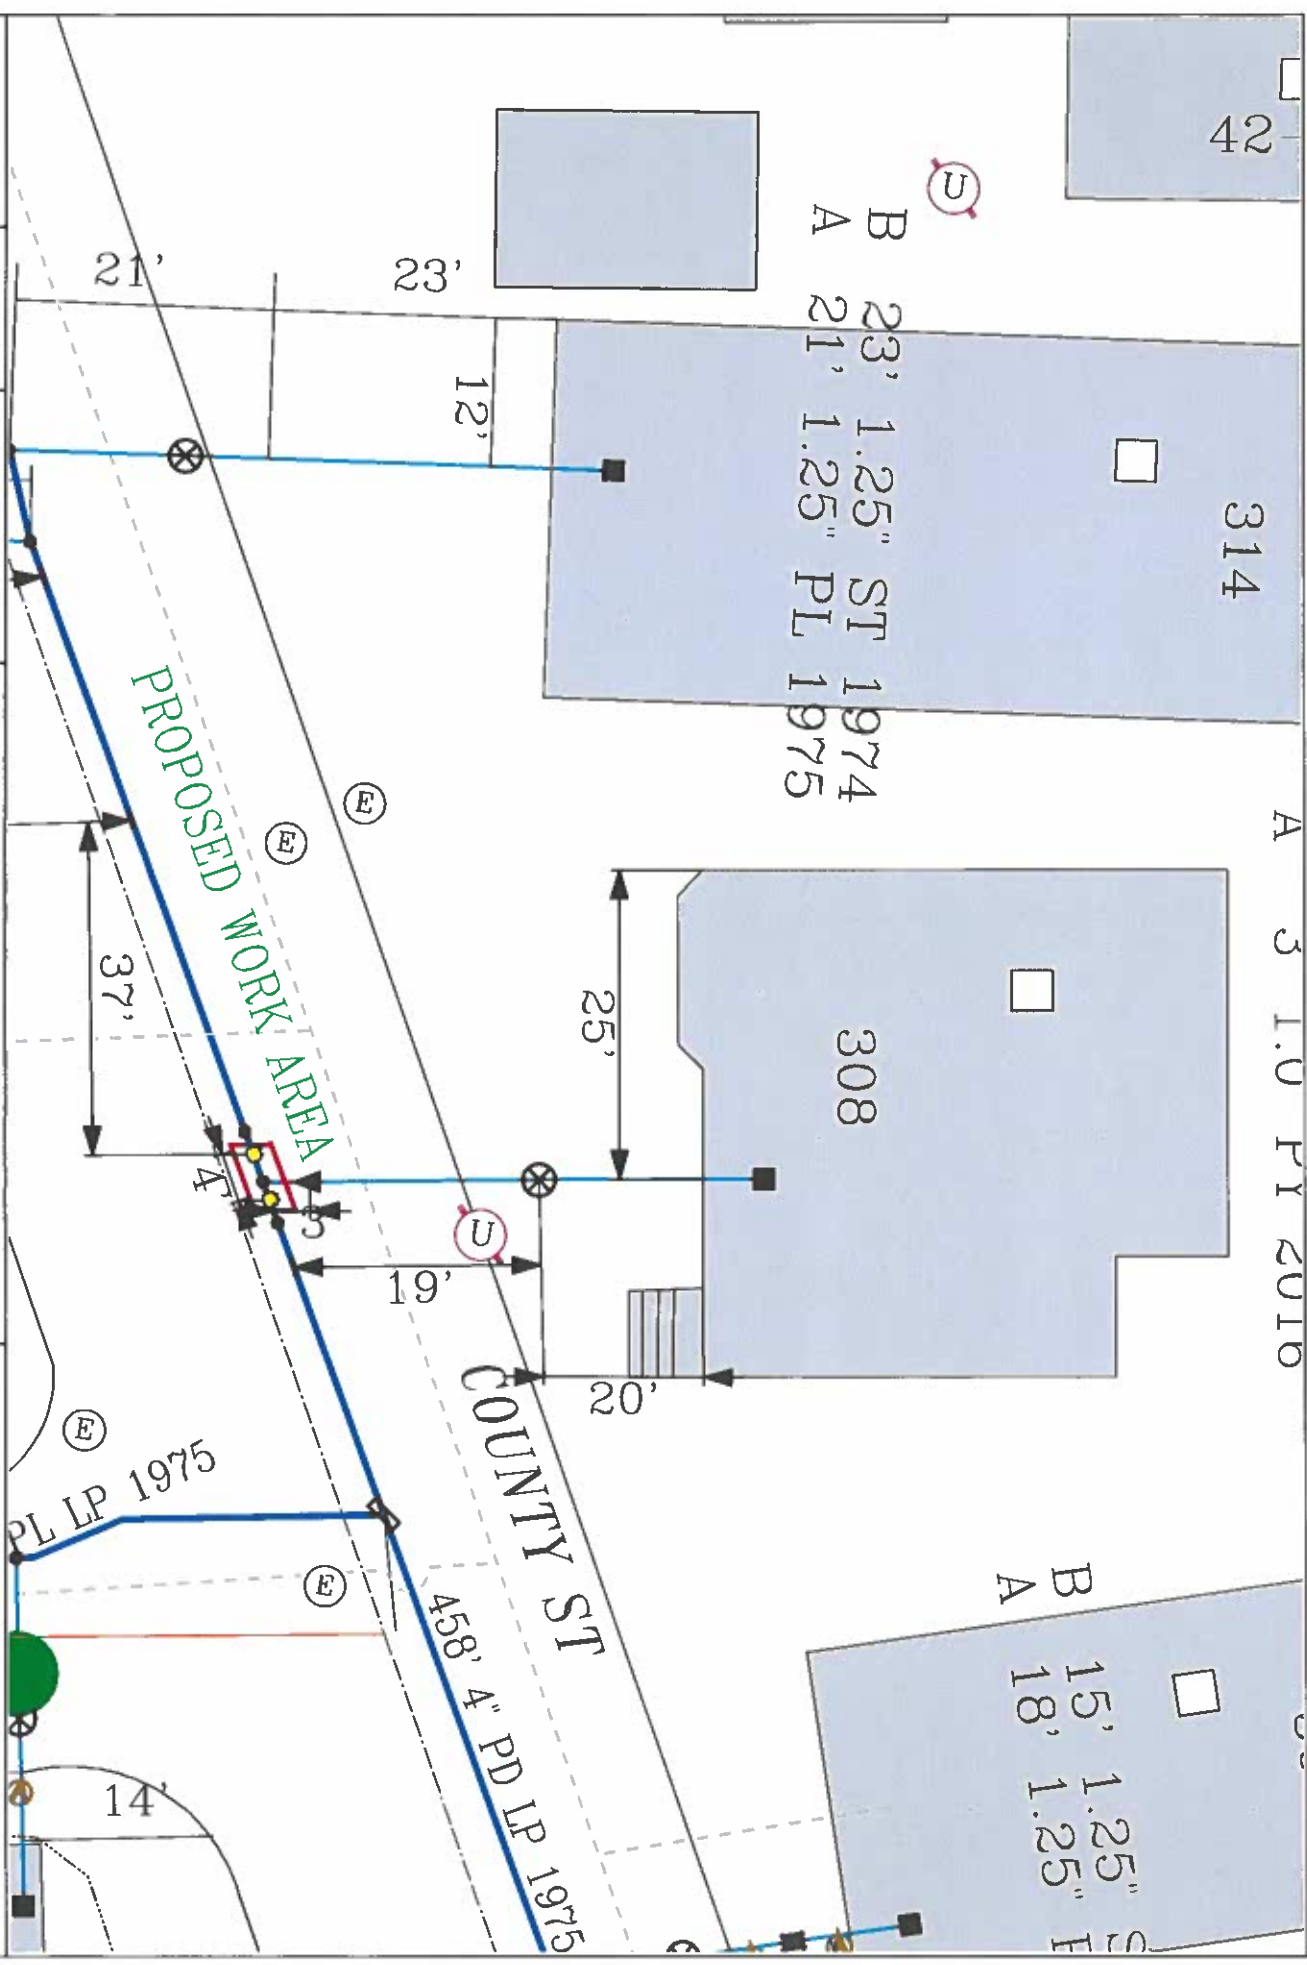 42
U
B 23' 1.25" ST 1974
A 21' 1.25" PL 1975
21'
23'
12'
314
E
E
PROPOSED WORK AREA
37'
25'
308
A 3 1.0 PY 2016
4'
3
U
19'
20'
COUNTY ST
E
PL LP 1975
E
458' 4" PD LP 1975
14'
B 15' 1.25"
A 18' 1.25"